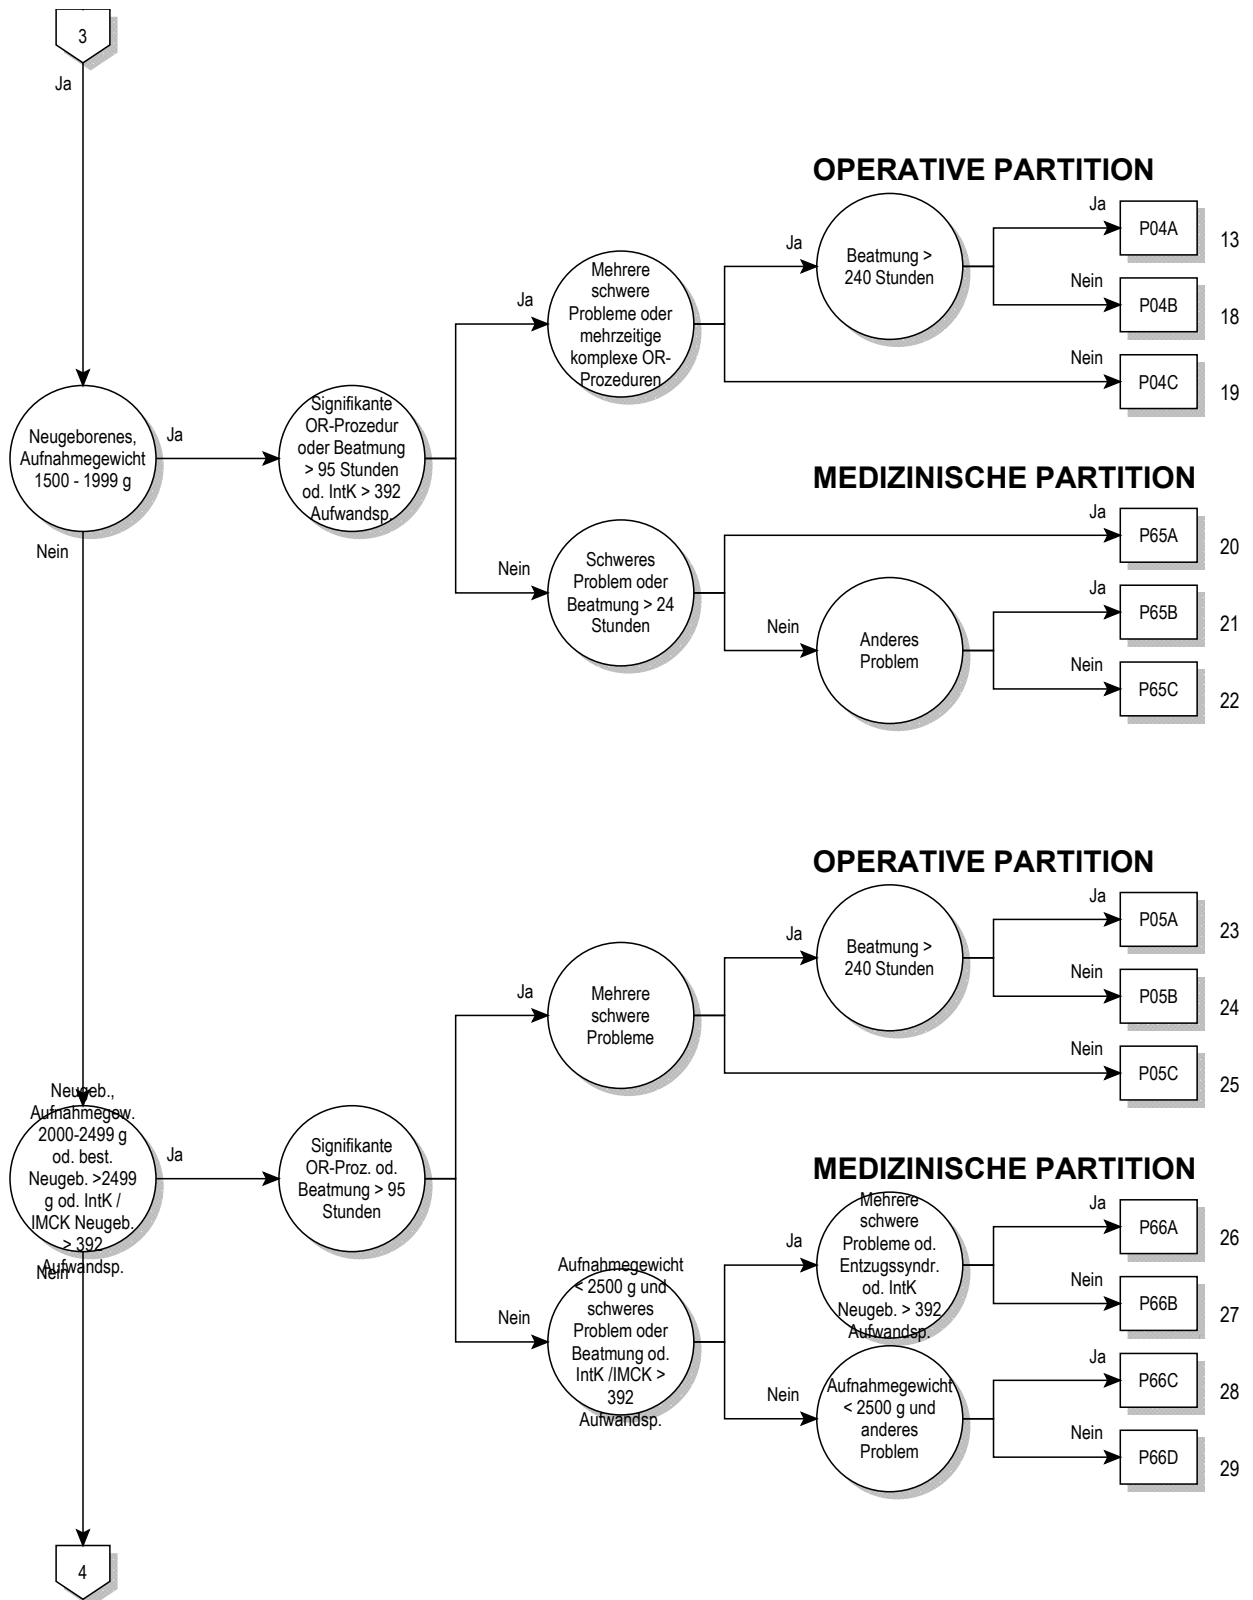 3
Ja
OPERATIVE PARTITION
Ja
P04A
13
Ja
Beatmung >
240 Stunden
Nein
P04B
18
Ja
Mehrere
schwere
Probleme oder
mehrzeitige
komplexe OR-
Prozeduren
Nein
P04C
19
Neugeborenes,
Aufnahmegewicht
1500 - 1999 g
Ja
Signifikante
OR-Prozedur
oder Beatmung
> 95 Stunden
od. IntK > 392
Aufwandsp.
MEDIZINISCHE PARTITION
Ja
P65A
20
Nein
Nein
Schweres
Problem oder
Beatmung > 24
Stunden
Ja
P65B
21
Nein
Anderes
Problem
Nein
P65C
22
OPERATIVE PARTITION
Ja
P05A
23
Ja
Beatmung >
240 Stunden
Nein
P05B
24
Ja
Mehrere
schwere
Probleme
Nein
P05C
25
Neugeb.,
Aufnahmegew.
2000-2499 g
od. best.
Neugeb. >2499
g od. IntK /
IMCK Neugeb.
> 392
Aufwandsp.
Ja
Signifikante
OR-Proz. od.
Beatmung > 95
Stunden
MEDIZINISCHE PARTITION
Ja
P66A
26
Ja
Mehrere
schwere
Probleme od.
Entzugssyndr.
od. IntK
Neugeb. > 392
Aufwandsp.
Nein
P66B
27
Nein
Nein
Aufnahmegewicht
< 2500 g und
schweres
Problem oder
Beatmung od.
IntK /IMCK >
392
Aufwandsp.
Ja
P66C
28
Nein
Aufnahmegewicht
< 2500 g und
anderes
Problem
Nein
P66D
29
4